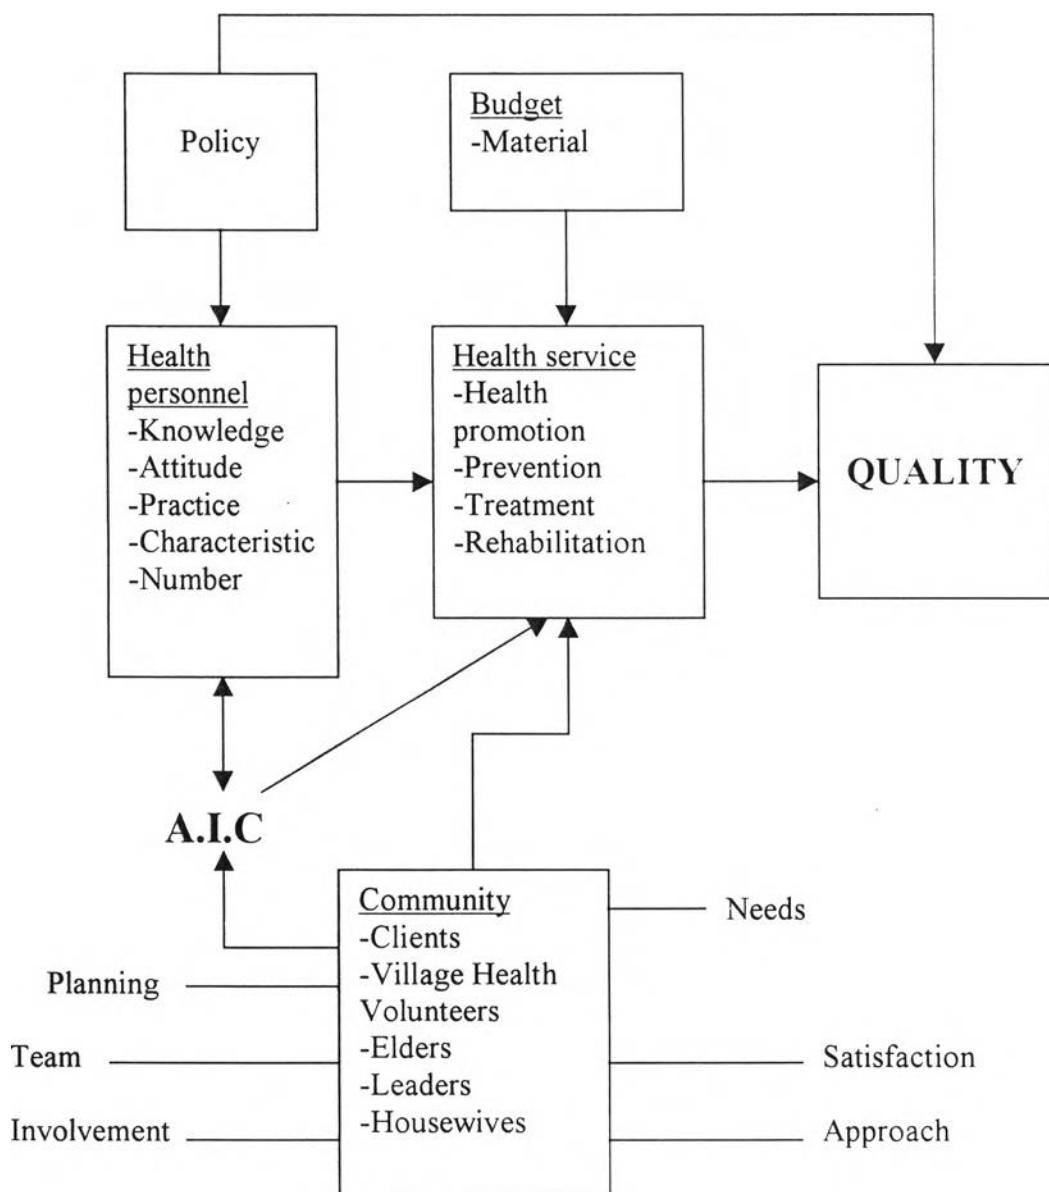 Policy
Budget
-Material
Health
personnel
-Knowledge
-Attitude
-Practice
-Characteristic
-Number
Health service
-Health
promotion
-Prevention
-Treatment
-Rehabilitation
QUALITY
A.I.C
Community
-Clients
-Village Health
Volunteers
-Elders
-Leaders
-Housewives
Planning
Team
Involvement
Needs
Satisfaction
Approach